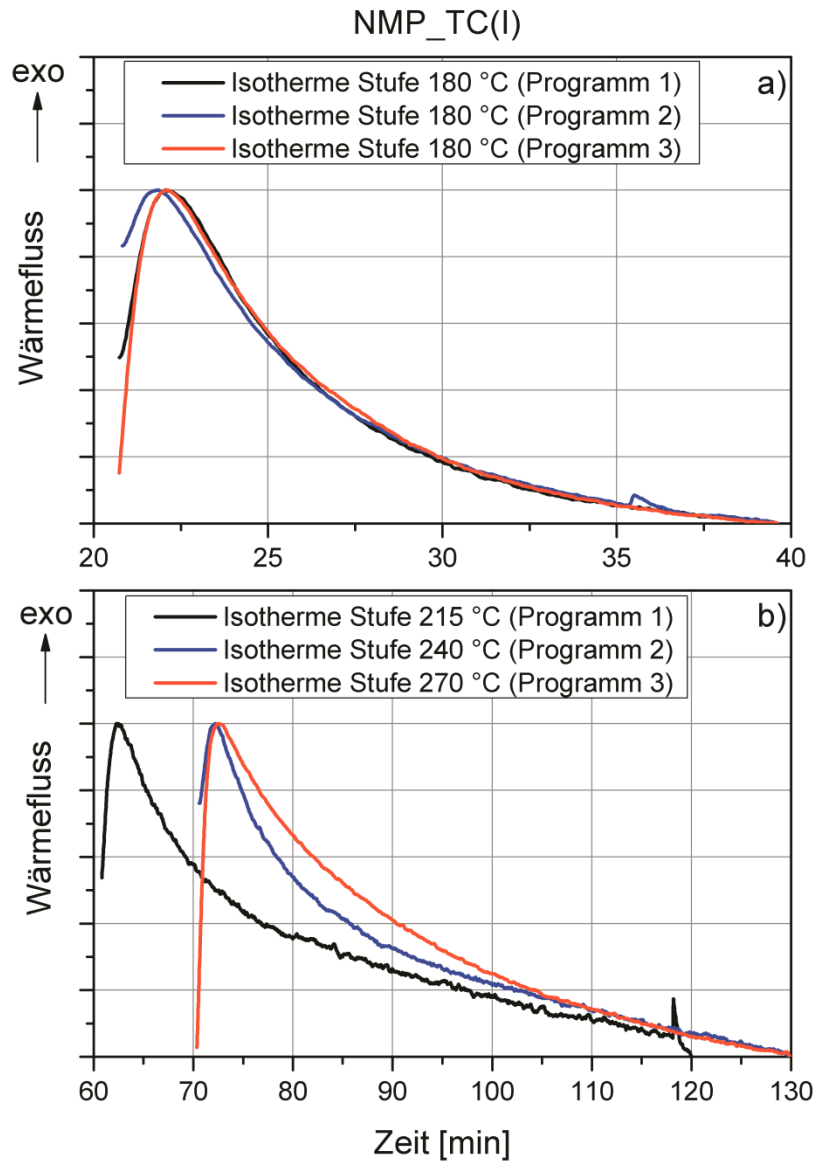 NMP_TC(I)
exo
Isotherme Stufe 180 °C (Programm 1)
Isotherme Stufe 180 °C (Programm 2)
Isotherme Stufe 180 °C (Programm 3)
a)
Wärmefluss
20 25 30 35 40
exo
Isotherme Stufe 215 °C (Programm 1)
Isotherme Stufe 240 °C (Programm 2)
Isotherme Stufe 270 °C (Programm 3)
b)
Wärmefluss
60 70 80 90 100 110 120 130
Zeit [min]